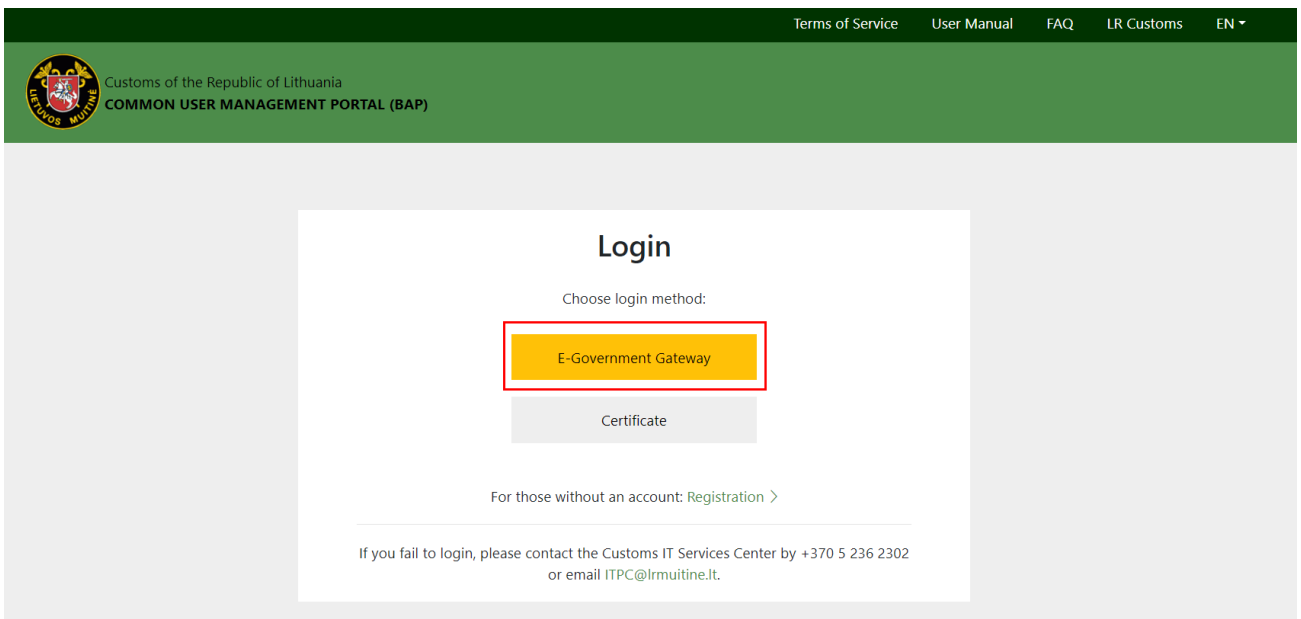 Terms of Service User Manual FAQ LR Customs EN
LIETUVOS MUITINĖ
Customs of the Republic of Lithuania
COMMON USER MANAGEMENT PORTAL (BAP)
Login
Choose login method:
E-Government Gateway
Certificate
For those without an account: Registration
If you fail to login, please contact the Customs IT Services Center by +370 5 236 2302
or email ITPC@lrmuitine.lt.